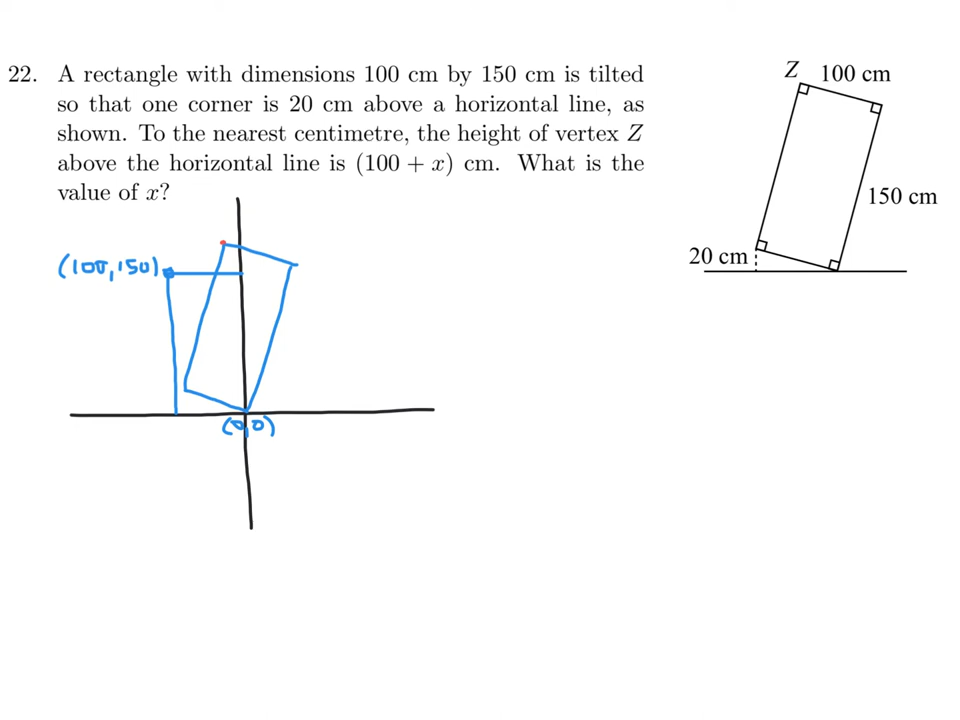 22. A rectangle with dimensions 100 cm by 150 cm is tilted
so that one corner is 20 cm above a horizontal line, as
shown. To the nearest centimetre, the height of vertex Z
above the horizontal line is (100 + x) cm. What is the
value of x?
Z 100 cm
150 cm
20 cm
(100,150)
(0,0)